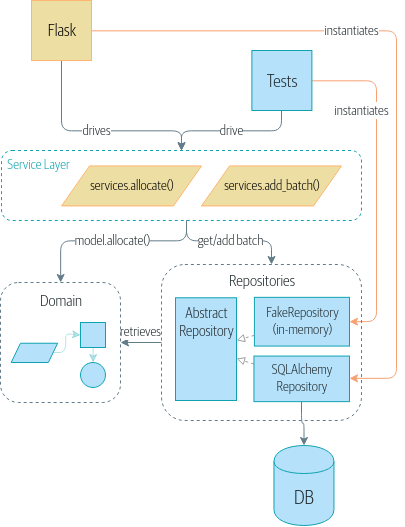 Flask
instantiates
Tests
instantiates
drives
drive
Service Layer
services.allocate()
services.add_batch()
model.allocate()
get/add batch
Repositories
Domain
Abstract
Repository
FakeRepository
(in-memory)
retrieves
SQLAlchemy
Repository
DB